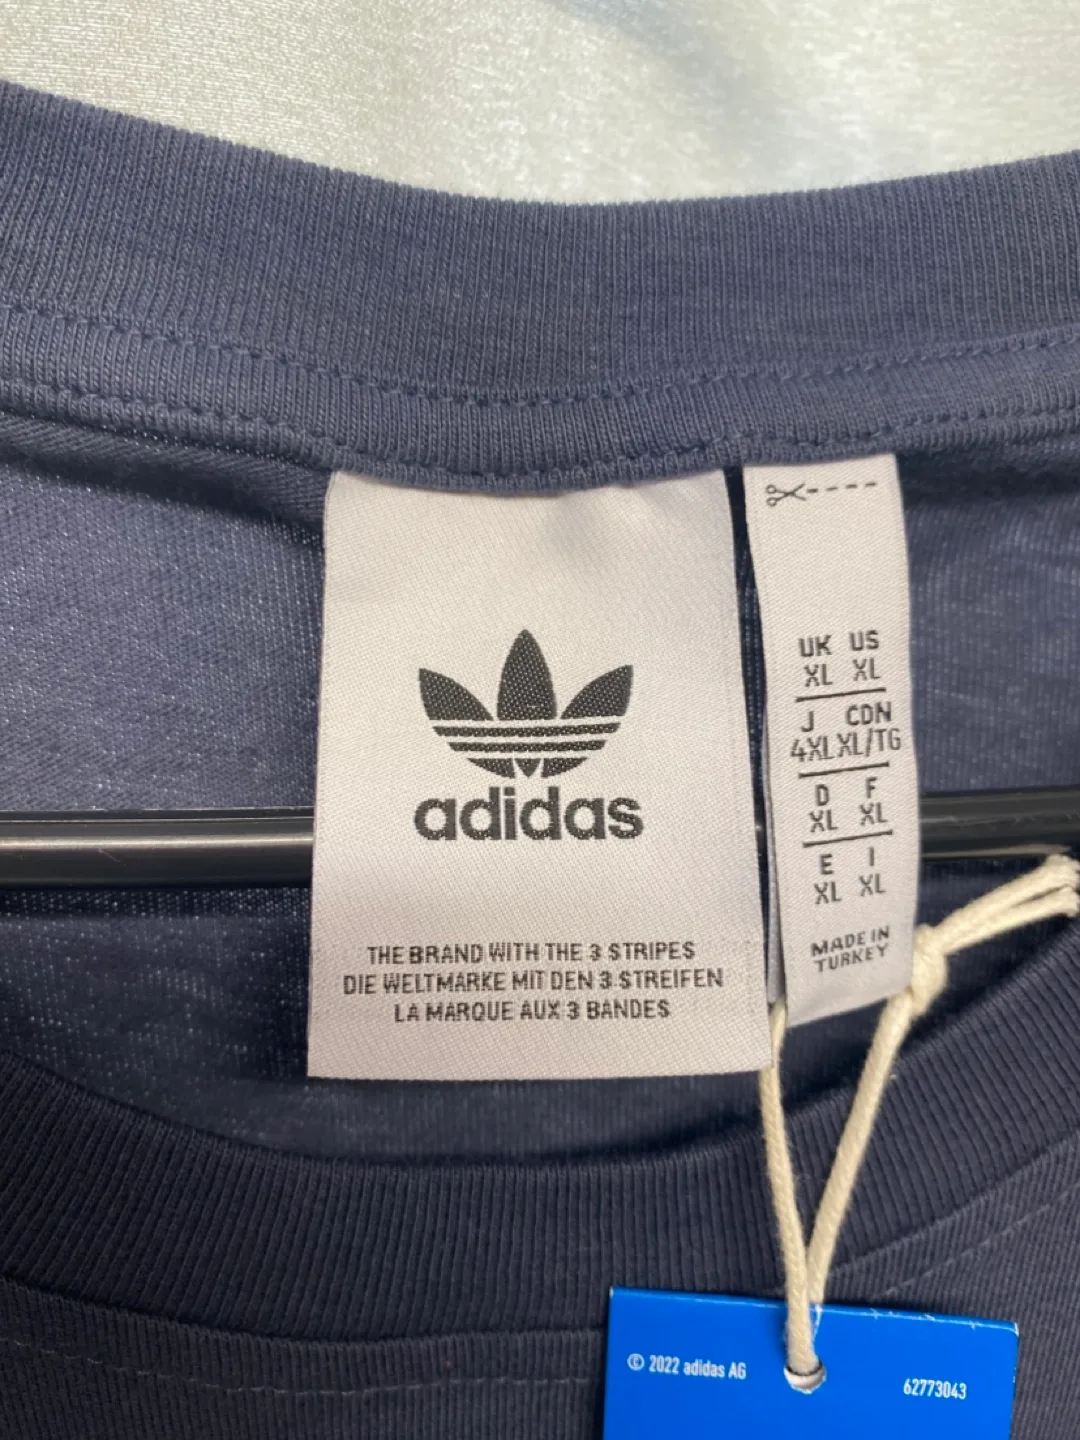 adidas
THE BRAND WITH THE 3 STRIPES
DIE WELTMARKE MIT DEN 3 STREIFEN
LA MARQUE AUX 3 BANDES
UK US
XL XL
J CDN
4XL XL/TG
D F
XL XL
E I
XL XL
MADE IN
TURKEY
© 2022 adidas AG
62773043